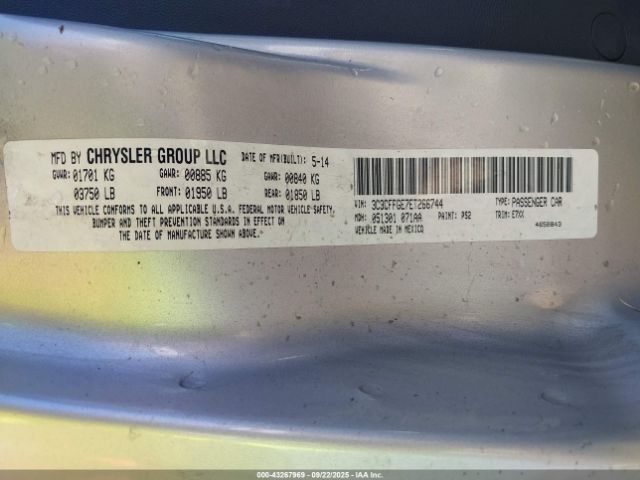 MFD BY CHRYSLER GROUP LLC DATE OF MFR(BUILT): 5-14
GVWR: 01701 KG GAWR: 00885 KG GAWR: 00840 KG
03750 LB FRONT: 01950 LB REAR: 01850 LB
THIS VEHICLE CONFORMS TO ALL APPLICABLE U.S.A. FEDERAL MOTOR VEHICLE SAFETY,
BUMPER AND THEFT PREVENTION STANDARDS IN EFFECT ON
THE DATE OF MANUFACTURE SHOWN ABOVE.
VIN: 3C3CFFGE7ET266744 TYPE: PASSENGER CAR
MDH: 051301 071AA PAINT: PS2 TRIM: E7XX
VEHICLE MADE IN MEXICO 4650843
000-43267969 - 09/22/2025 - IAA Inc.